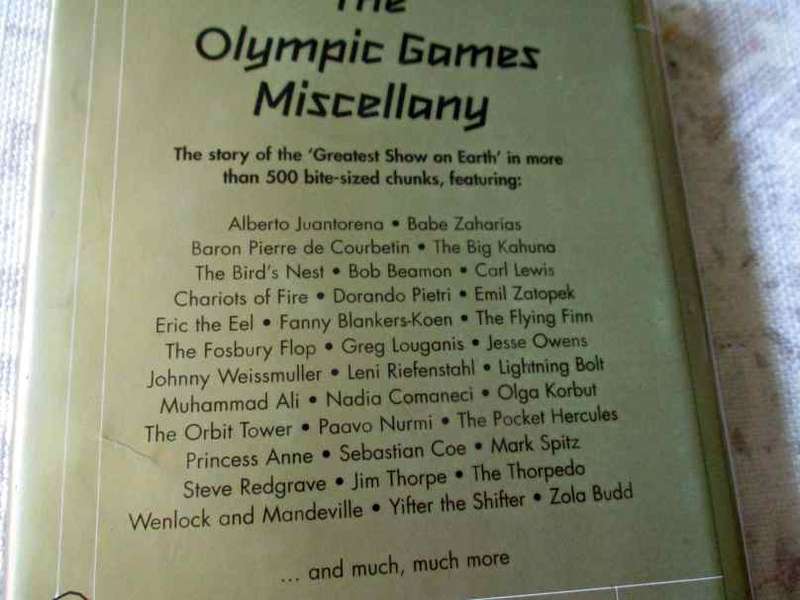 The
Olympic Games
Miscellany
The story of the 'Greatest Show on Earth' in more
than 500 bite-sized chunks, featuring:
Alberto Juantorena • Babe Zaharias
Baron Pierre de Courbetin • The Big Kahuna
The Bird's Nest • Bob Beamon • Carl Lewis
Chariots of Fire • Dorando Pietri • Emil Zatopek
Eric the Eel • Fanny Blankers-Koen • The Flying Finn
The Fosbury Flop • Greg Louganis • Jesse Owens
Johnny Weissmuller • Leni Riefenstahl • Lightning Bolt
Muhammad Ali • Nadia Comaneci • Olga Korbut
The Orbit Tower • Paavo Nurmi • The Pocket Hercules
Princess Anne • Sebastian Coe • Mark Spitz
Steve Redgrave • Jim Thorpe • The Thorpedo
Wenlock and Mandeville • Yifter the Shifter • Zola Budd
... and much, much more